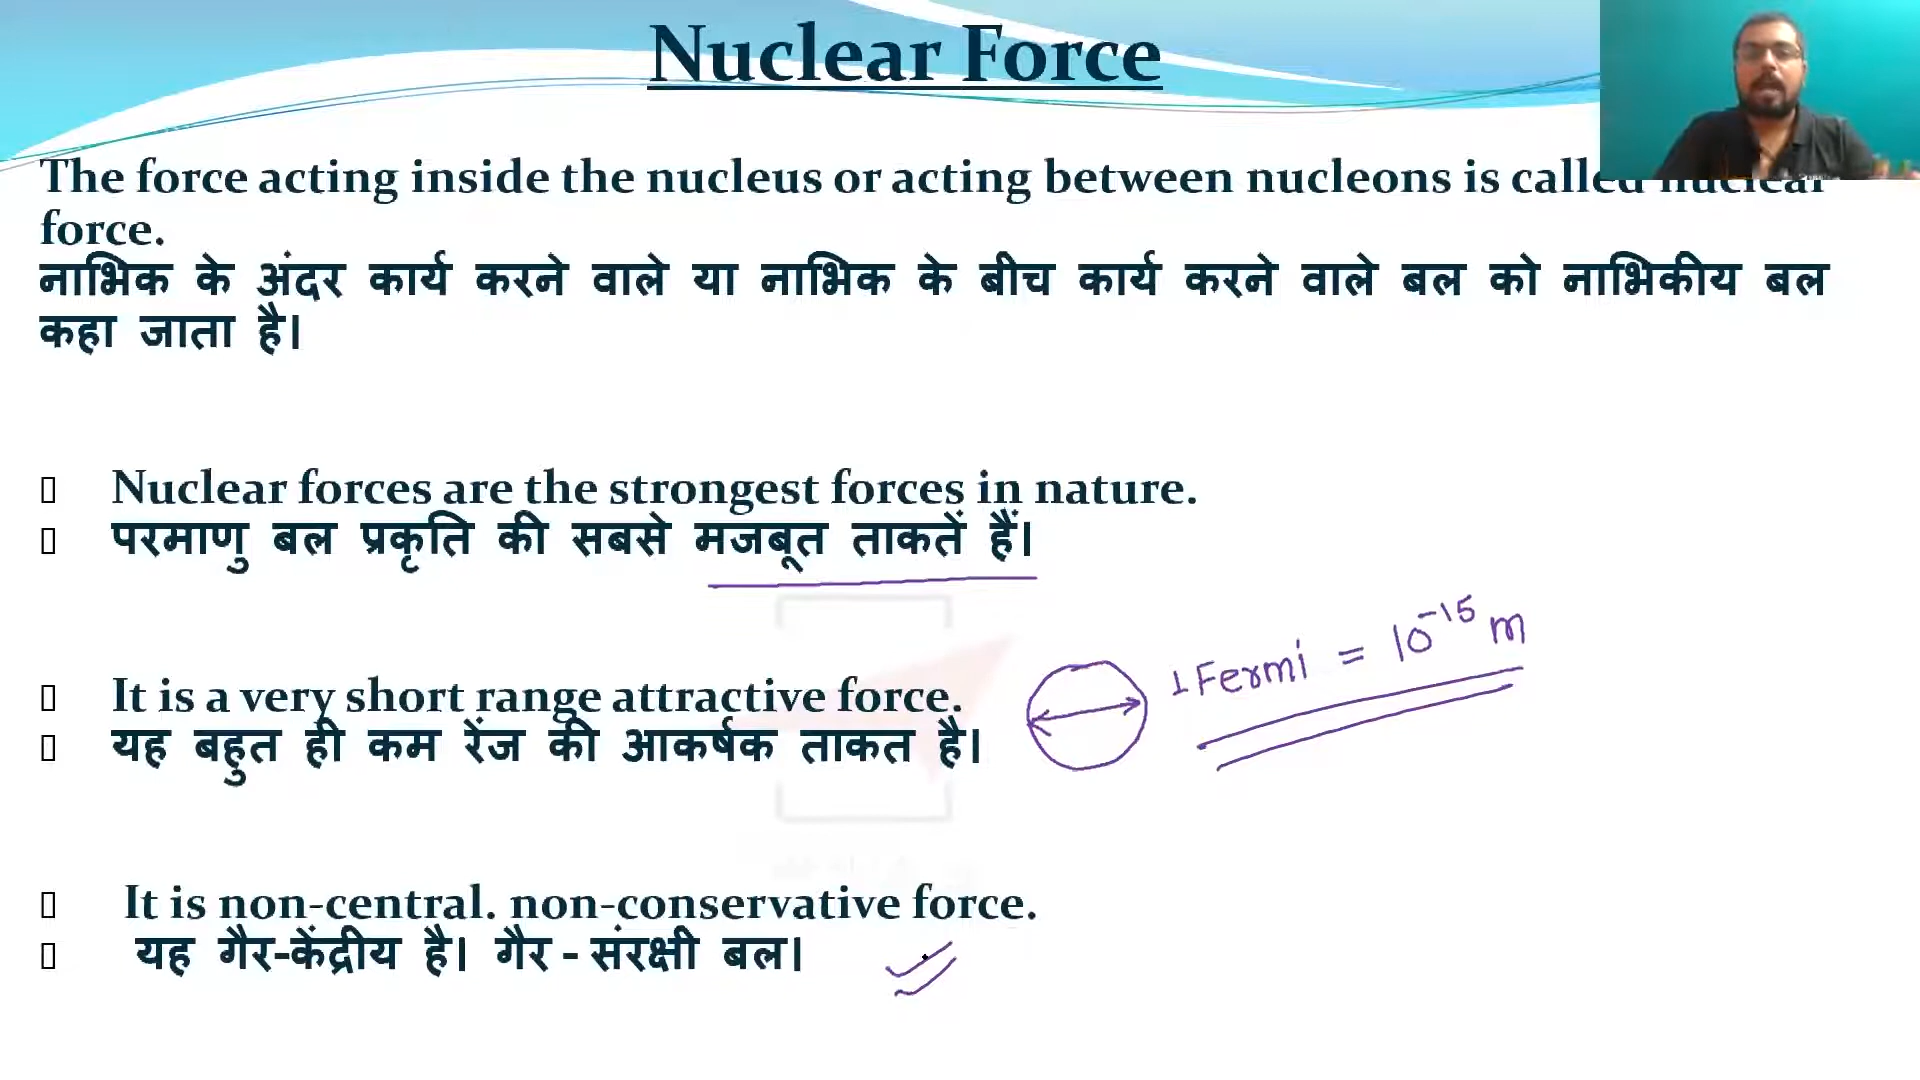 Nuclear Force
The force acting inside the nucleus or acting between nucleons is called nuclear
force.
नाभिक के अंदर कार्य करने वाले या नाभिक के बीच कार्य करने वाले बल को नाभिकीय बल
कहा जाता है।
Nuclear forces are the strongest forces in nature.
परमाणु बल प्रकृति की सबसे मजबूत ताकतें हैं।
1 Fermi = 10⁻¹⁵ m
It is a very short range attractive force.
यह बहुत ही कम रेंज की आकर्षक ताकत है।
It is non-central. non-conservative force.
यह गैर-केंद्रीय है। गैर - संरक्षी बल।